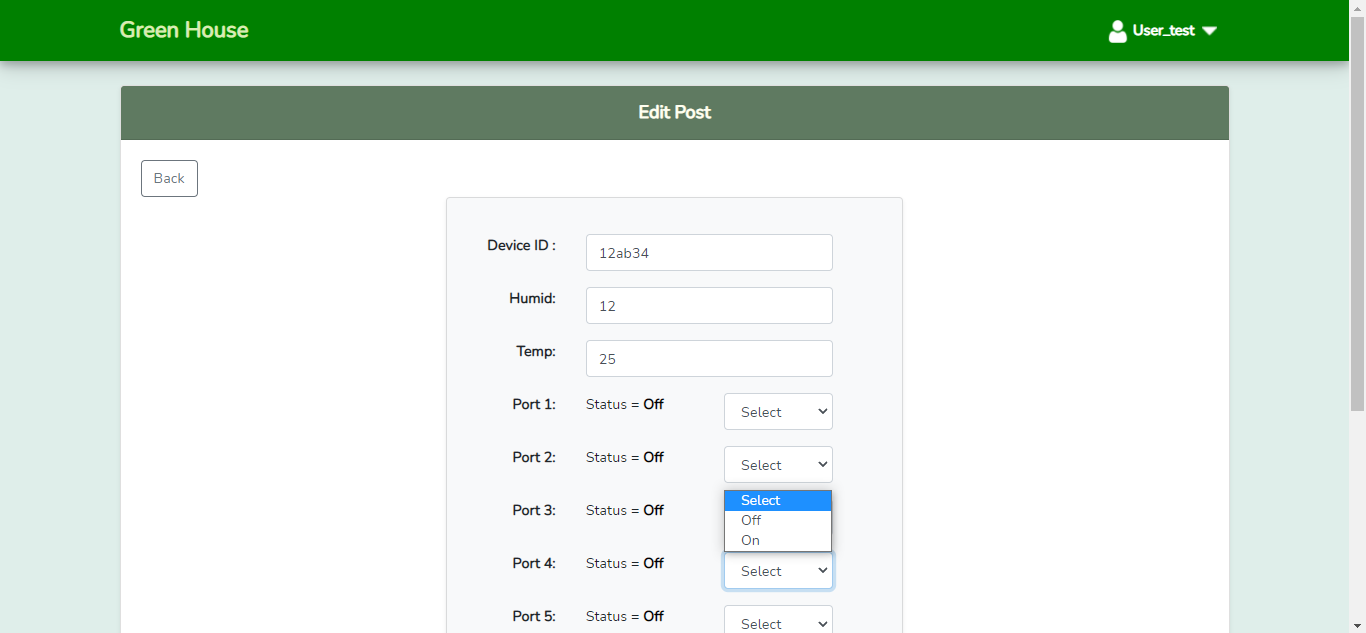 Green House
User_test
Edit Post
Back
Device ID : 12ab34
Humid: 12
Temp: 25
Port 1: Status = Off Select
Port 2: Status = Off Select
Select
Port 3: Status = Off
Off
On
Port 4: Status = Off Select
Port 5: Status = Off Select